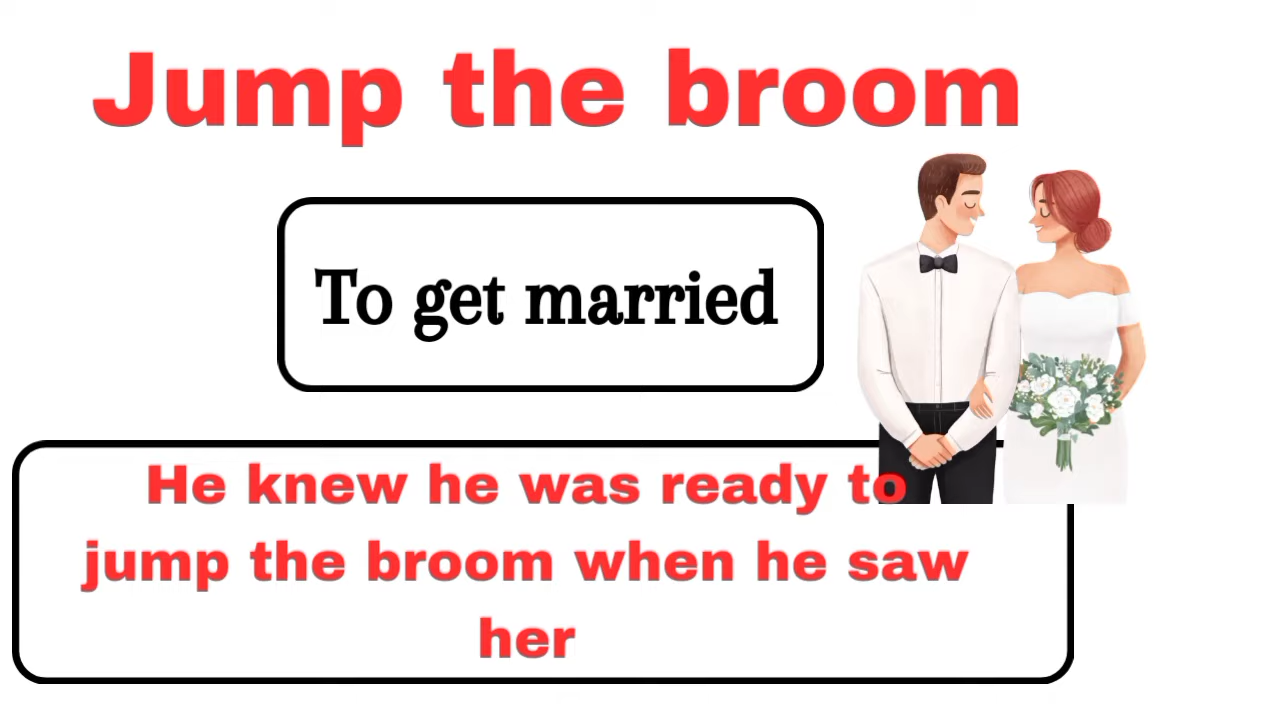 Jump the broom
To get married
He knew he was ready to
jump the broom when he saw
her